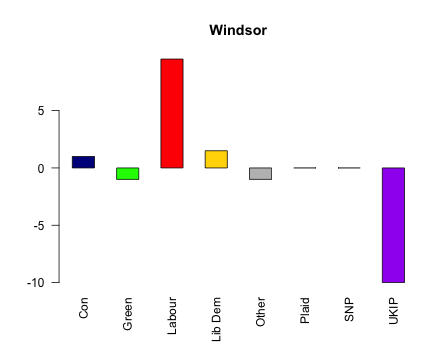 Windsor
5
0
-5
-10
Con
Green
Labour
Lib Dem
Other
Plaid
SNP
UKIP